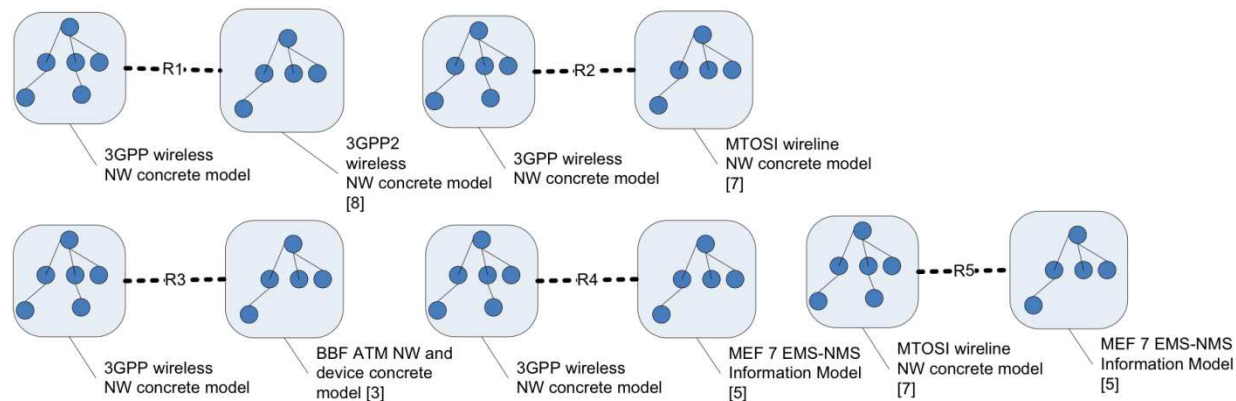 R1
R2
3GPP wireless
NW concrete model
3GPP2
wireless
NW concrete model
[8]
3GPP wireless
NW concrete model
MTOSI wireline
NW concrete model
[7]
R3
R4
R5
3GPP wireless
NW concrete model
BBF ATM NW and
device concrete
model [3]
3GPP wireless
NW concrete model
MEF 7 EMS-NMS
Information Model
[5]
MTOSI wireline
NW concrete model
[7]
MEF 7 EMS-NMS
Information Model
[5]